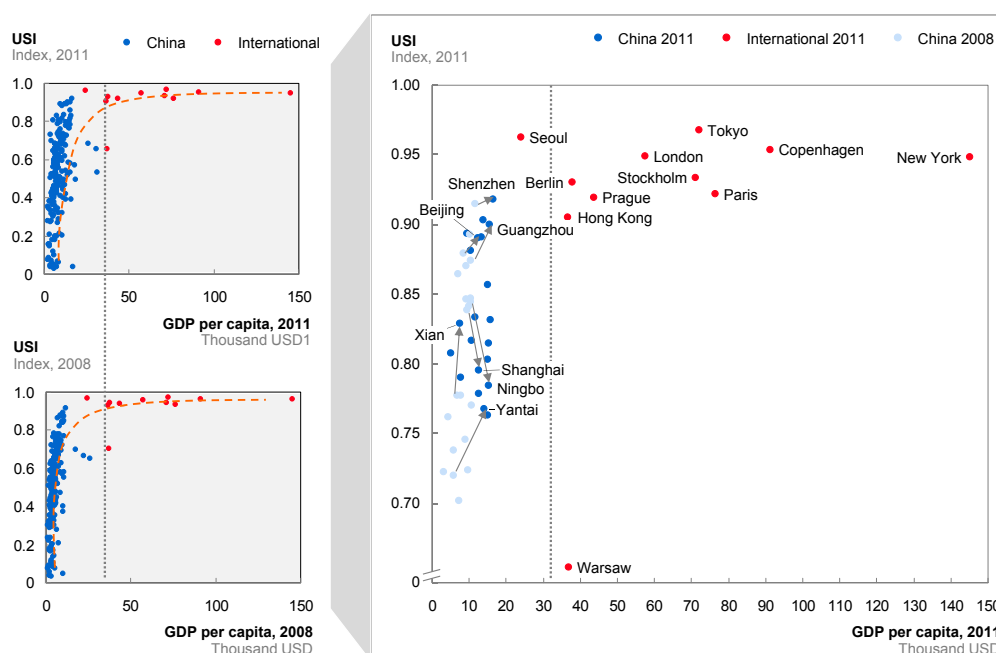 USI
Index, 2011
China
International
1.0
0.8
0.6
0.4
0.2
0
0
50
100
150
GDP per capita, 2011
Thousand USD1
USI
Index, 2008
1.0
0.8
0.6
0.4
0.2
0
0
50
100
150
GDP per capita, 2008
Thousand USD
USI
Index, 2011
China 2011
International 2011
China 2008
1.00
0.95
0.90
0.85
0.80
0.75
0.70
0
Seoul
Tokyo
London
Copenhagen
New York
Shenzhen
Berlin
Stockholm
Prague
Paris
Beijing
Hong Kong
Guangzhou
Xian
Shanghai
Ningbo
Yantai
Warsaw
0 10 20 30 40 50 60 70 80 90 100 110 120 130 140 150
GDP per capita, 2011
Thousand USD